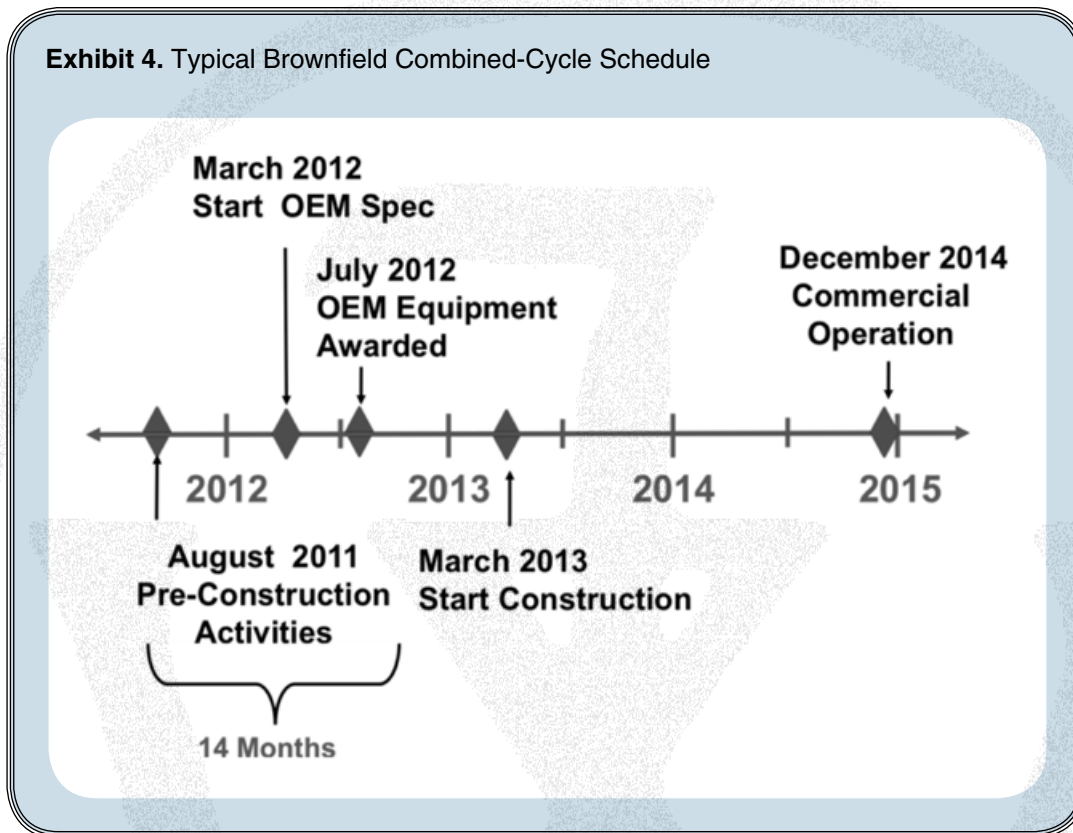 Exhibit 4. Typical Brownfield Combined-Cycle Schedule
March 2012
Start OEM Spec
July 2012
OEM Equipment
Awarded
December 2014
Commercial
Operation
2012
2013
2014
2015
August 2011
Pre-Construction
Activities
March 2013
Start Construction
14 Months